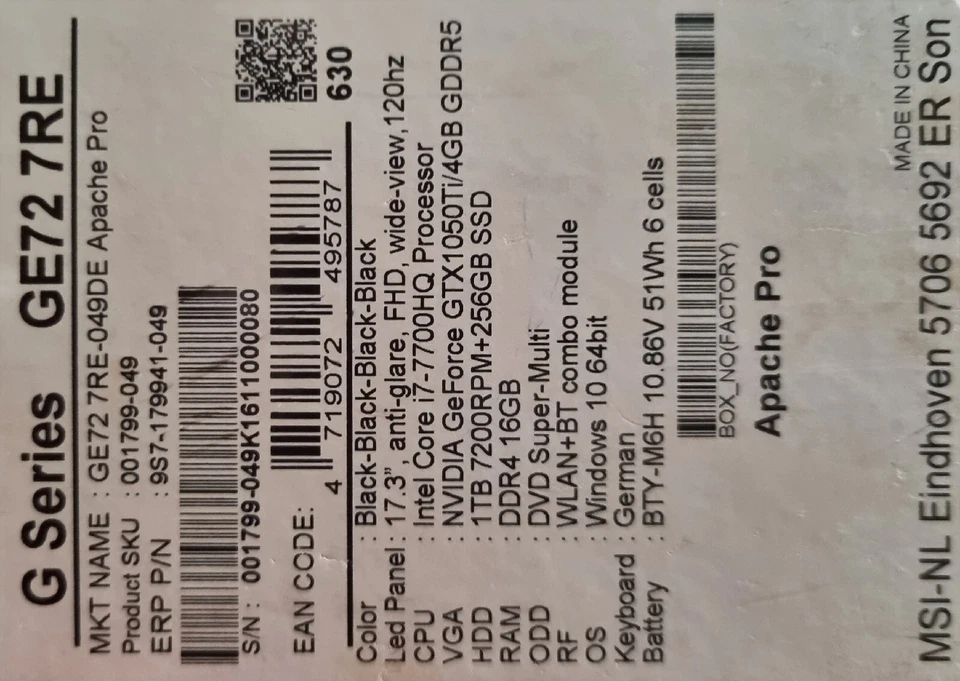 G Series GE72 7RE
MKT NAME : GE72 7RE-049DE Apache Pro
Product SKU : 001799-049
ERP P/N : 9S7-179941-049
S/N : 001799-049K1611000080
630
EAN CODE:
4 719072 495787
Color : Black-Black-Black-Black-Black
Led Panel : 17.3", anti-glare, FHD, wide-view,120hz
CPU : Intel Core i7-7700HQ Processor
VGA : NVIDIA GeForce GTX1050Ti/4GB GDDR5
HDD : 1TB 7200RPM+256GB SSD
RAM : DDR4 16GB
ODD : DVD Super-Multi
RF : WLAN+BT combo module
OS : Windows 10 64bit
Keyboard : German
Battery : BTY-M6H 10.86V 51Wh 6 cells
BOX_NO(FACTORY)
Apache Pro
MADE IN CHINA
MSI-NL Eindhoven 5706 5692 ER Son